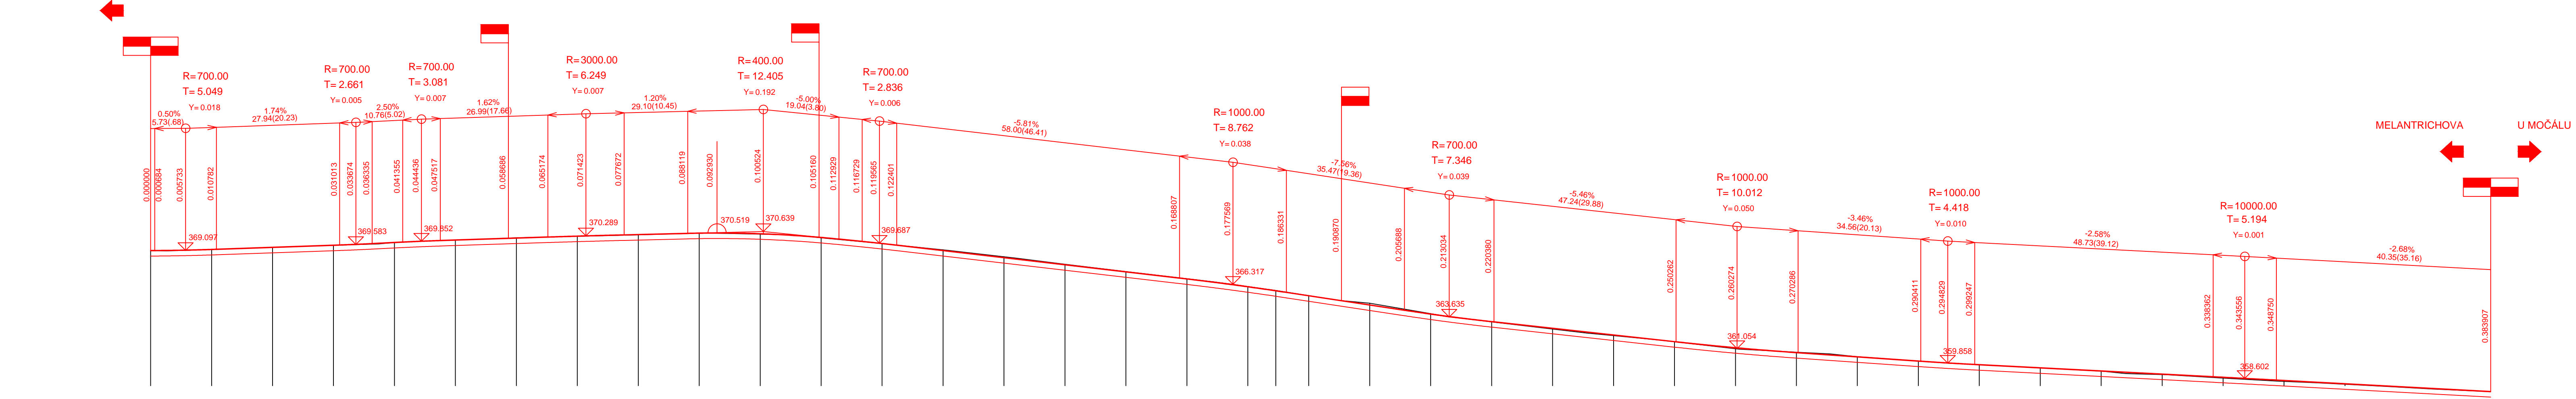 R=700.00
T= 5.049
Y= 0.018
R=700.00
T= 2.661
Y= 0.005
R=700.00
T= 3.081
Y= 0.007
R=3000.00
T= 6.249
Y= 0.007
R=400.00
T= 12.405
Y= 0.192
R=700.00
T= 2.836
Y= 0.006
R=1000.00
T= 8.762
Y= 0.038
R=700.00
T= 7.346
Y= 0.039
R=1000.00
T= 10.012
Y= 0.050
R=1000.00
T= 4.418
Y= 0.010
R=10000.00
T= 5.194
Y= 0.001
MELANTRICHOVA
U MOČÁLU
0.50%
5.73(.68)
1.74%
27.94(20.23)
2.50%
10.76(5.02)
1.62%
26.99(17.66)
1.20%
29.10(10.45)
-5.00%
19.04(3.80)
-5.81%
58.00(46.41)
-7.56%
35.47(19.36)
-5.46%
47.24(29.88)
-3.46%
34.56(20.13)
-2.58%
48.73(39.12)
-2.68%
40.35(35.16)
0.000000
0.000684
0.005733
0.010782
0.031013
0.033674
0.036335
0.041355
0.044436
0.047517
0.058686
0.065174
0.071423
0.077672
0.088119
0.092930
0.100524
0.105160
0.112929
0.116729
0.119565
0.122401
0.168807
0.177569
0.186331
0.190870
0.205688
0.213034
0.220380
0.250262
0.260274
0.270286
0.290411
0.294829
0.299247
0.338362
0.343556
0.348750
0.383907
369.097
369.583
369.852
370.289
370.519
370.639
369.687
366.317
363.635
361.054
359.858
358.602